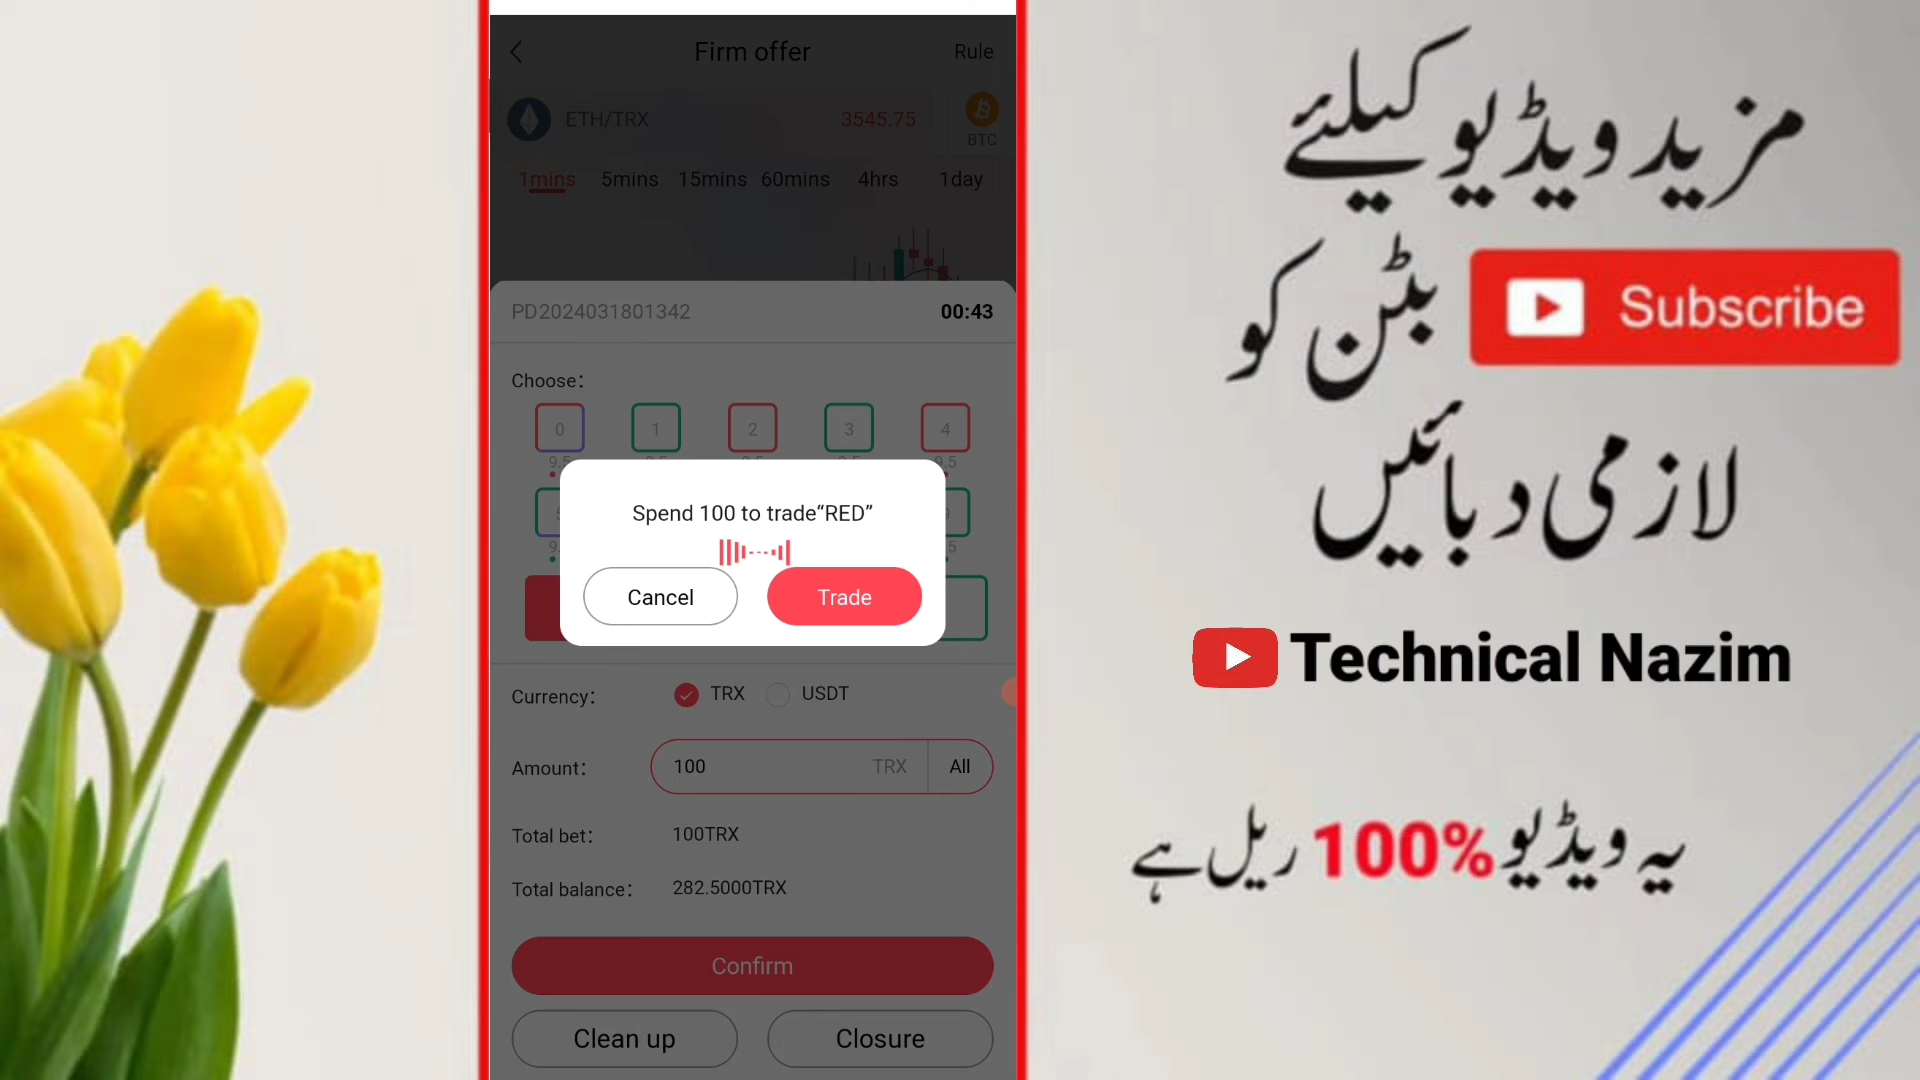 Firm offer
Rule
ETH/TRX
3545.75
BTC
1mins 5mins 15mins 60mins 4hrs 1day
PD2024031801342
00:43
Choose:
0 1 2 3 4
Spend 100 to trade“RED”
Cancel
Trade
Currency:
TRX
USDT
Amount:
100
TRX
All
Total bet:
100TRX
Total balance:
282.5000TRX
Confirm
Clean up
Closure
مزید ویڈیو کیلئے
بٹن کو
Subscribe
لازمی دبائیں
Technical Nazim
یہ ویڈیو 100% ریل ہے